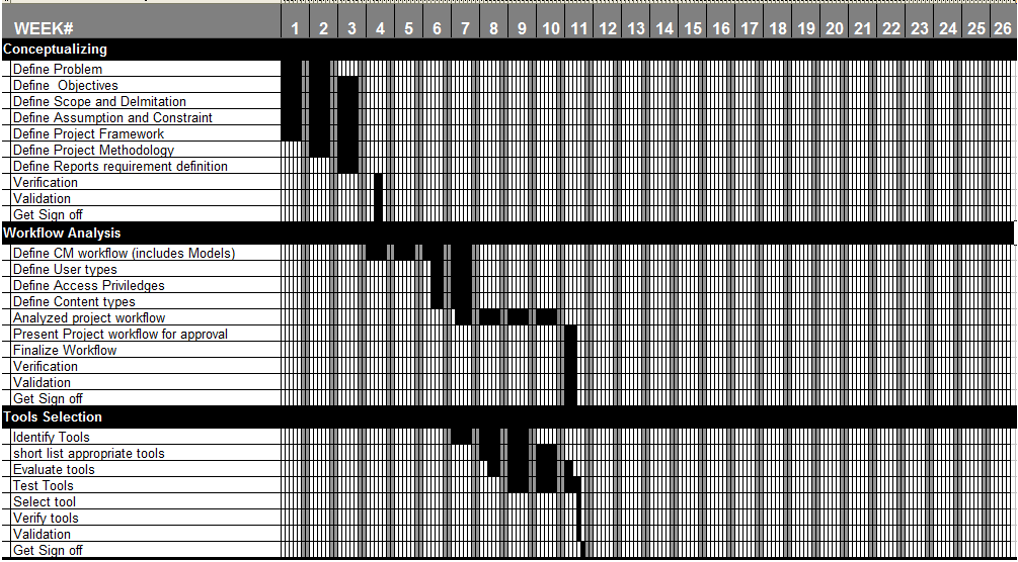 WEEK# 1 2 3 4 5 6 7 8 9 10 11 12 13 14 15 16 17 18 19 20 21 22 23 24 25 26
Conceptualizing
Define Problem
Define Objectives
Define Scope and Delmitation
Define Assumption and Constraint
Define Project Framework
Define Project Methodology
Define Reports requirement definition
Verification
Validation
Get Sign off
Workflow Analysis
Define CM workflow (includes Models)
Define User types
Define Access Priviledges
Define Content types
Analyzed project workflow
Present Project workflow for approval
Finalize Workflow
Verification
Validation
Get Sign off
Tools Selection
Identify Tools
short list appropriate tools
Evaluate tools
Test Tools
Select tool
Verify tools
Validation
Get Sign off